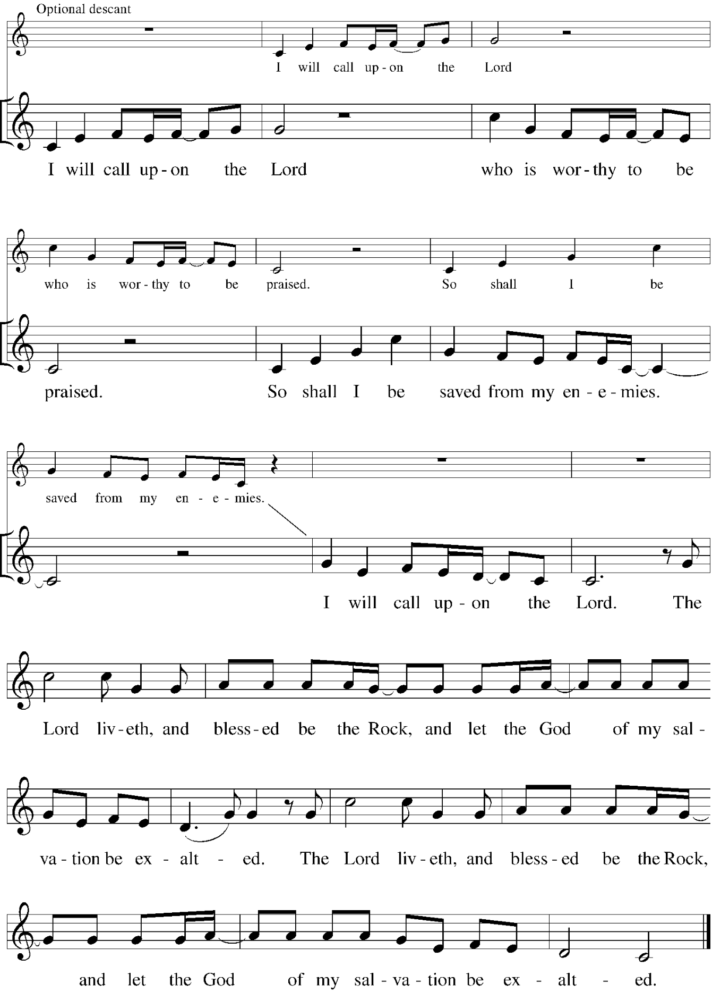 Optional descant
I will call up - on the Lord
I will call up - on the Lord who is wor - thy to be
who is wor - thy to be praised. So shall I be
praised. So shall I be saved from my en - e - mies.
saved from my en - e - mies.
I will call up - on the Lord. The
Lord liv - eth, and bless - ed be the Rock, and let the God of my sal -
va - tion be ex - alt - ed. The Lord liv - eth, and bless - ed be the Rock,
and let the God of my sal - va - tion be ex - alt - ed.